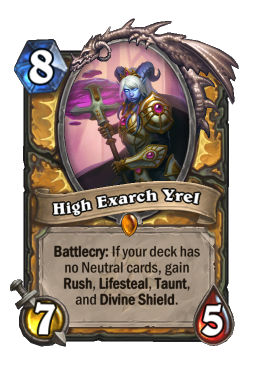 8
High Exarch Yrel
Battlecry: If your deck has
no Neutral cards, gain
Rush, Lifesteal, Taunt,
and Divine Shield.
7
5